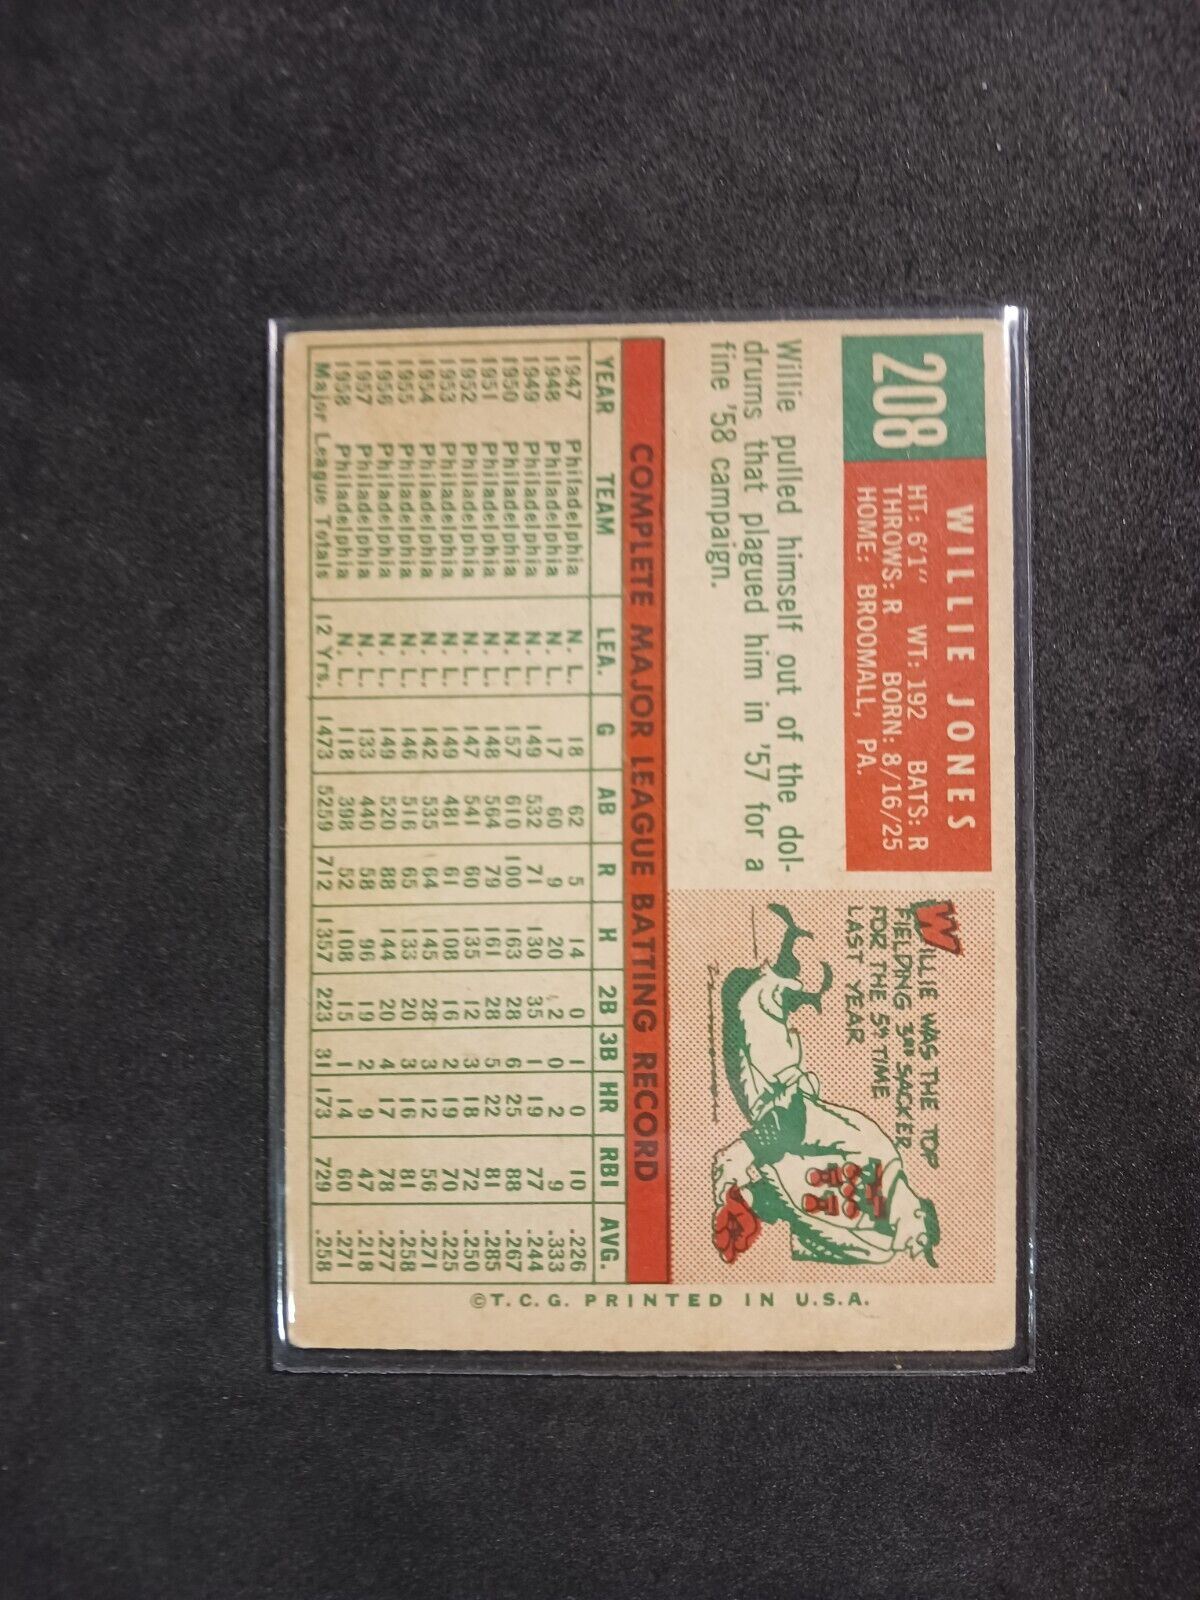 208
WILLIE JONES
HT: 6'1" WT: 192 BATS: R
THROWS: R BORN: 8/16/25
HOME: BROOMALL, PA.
Willie pulled himself out of the dol-
drums that plagued him in '57 for a
fine '58 campaign.
WILLIE WAS THE TOP
FIELDING 3RD SACKER
FOR THE 5th TIME
LAST YEAR
COMPLETE MAJOR LEAGUE BATTING RECORD
YEAR TEAM LEA. G AB R H 2B 3B HR RBI AVG.
1947 Philadelphia N. L. 18 62 5 14 0 1 0 10 .226
1948 Philadelphia N. L. 17 60 9 20 2 0 2 9 .333
1949 Philadelphia N. L. 149 532 71 130 35 1 19 77 .244
1950 Philadelphia N. L. 157 610 100 163 28 6 25 88 .267
1951 Philadelphia N. L. 148 564 79 161 28 5 22 81 .285
1952 Philadelphia N. L. 147 541 60 135 12 3 18 72 .250
1953 Philadelphia N. L. 149 481 61 108 16 2 19 70 .225
1954 Philadelphia N. L. 142 535 64 145 28 3 12 56 .271
1955 Philadelphia N. L. 146 516 65 133 20 3 16 81 .258
1956 Philadelphia N. L. 149 520 88 144 20 4 17 78 .277
1957 Philadelphia N. L. 133 440 58 96 19 2 9 47 .218
1958 Philadelphia N. L. 118 398 52 108 15 1 14 60 .271
Major League Totals 12 Yrs. 1473 5259 712 1357 223 31 173 729 .258
©T.C.G. PRINTED IN U.S.A.